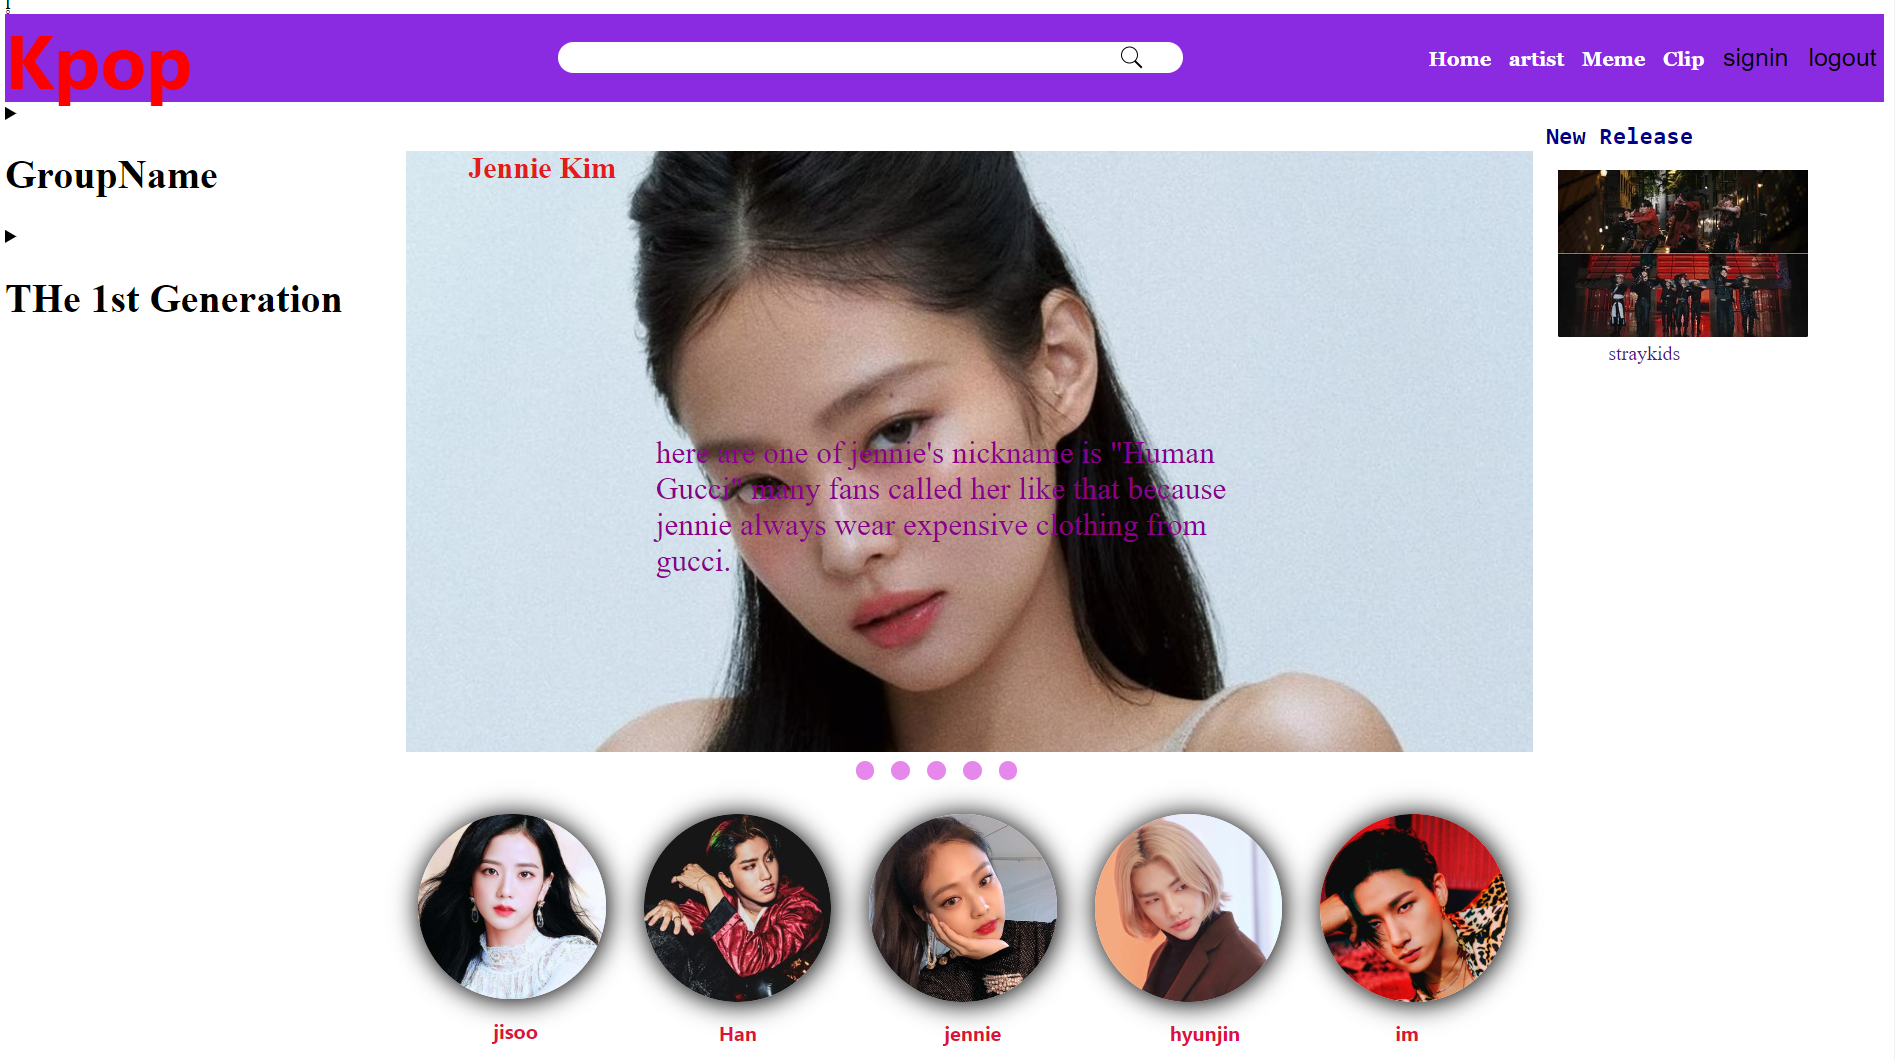 Kpop
Home artist Meme Clip signin logout
GroupName
THe 1st Generation
Jennie Kim
here are one of jennie's nickname is "Human
Gucci" many fans called her like that because
jennie always wear expensive clothing from
gucci.
New Release
straykids
jisoo
Han
jennie
hyunjin
im